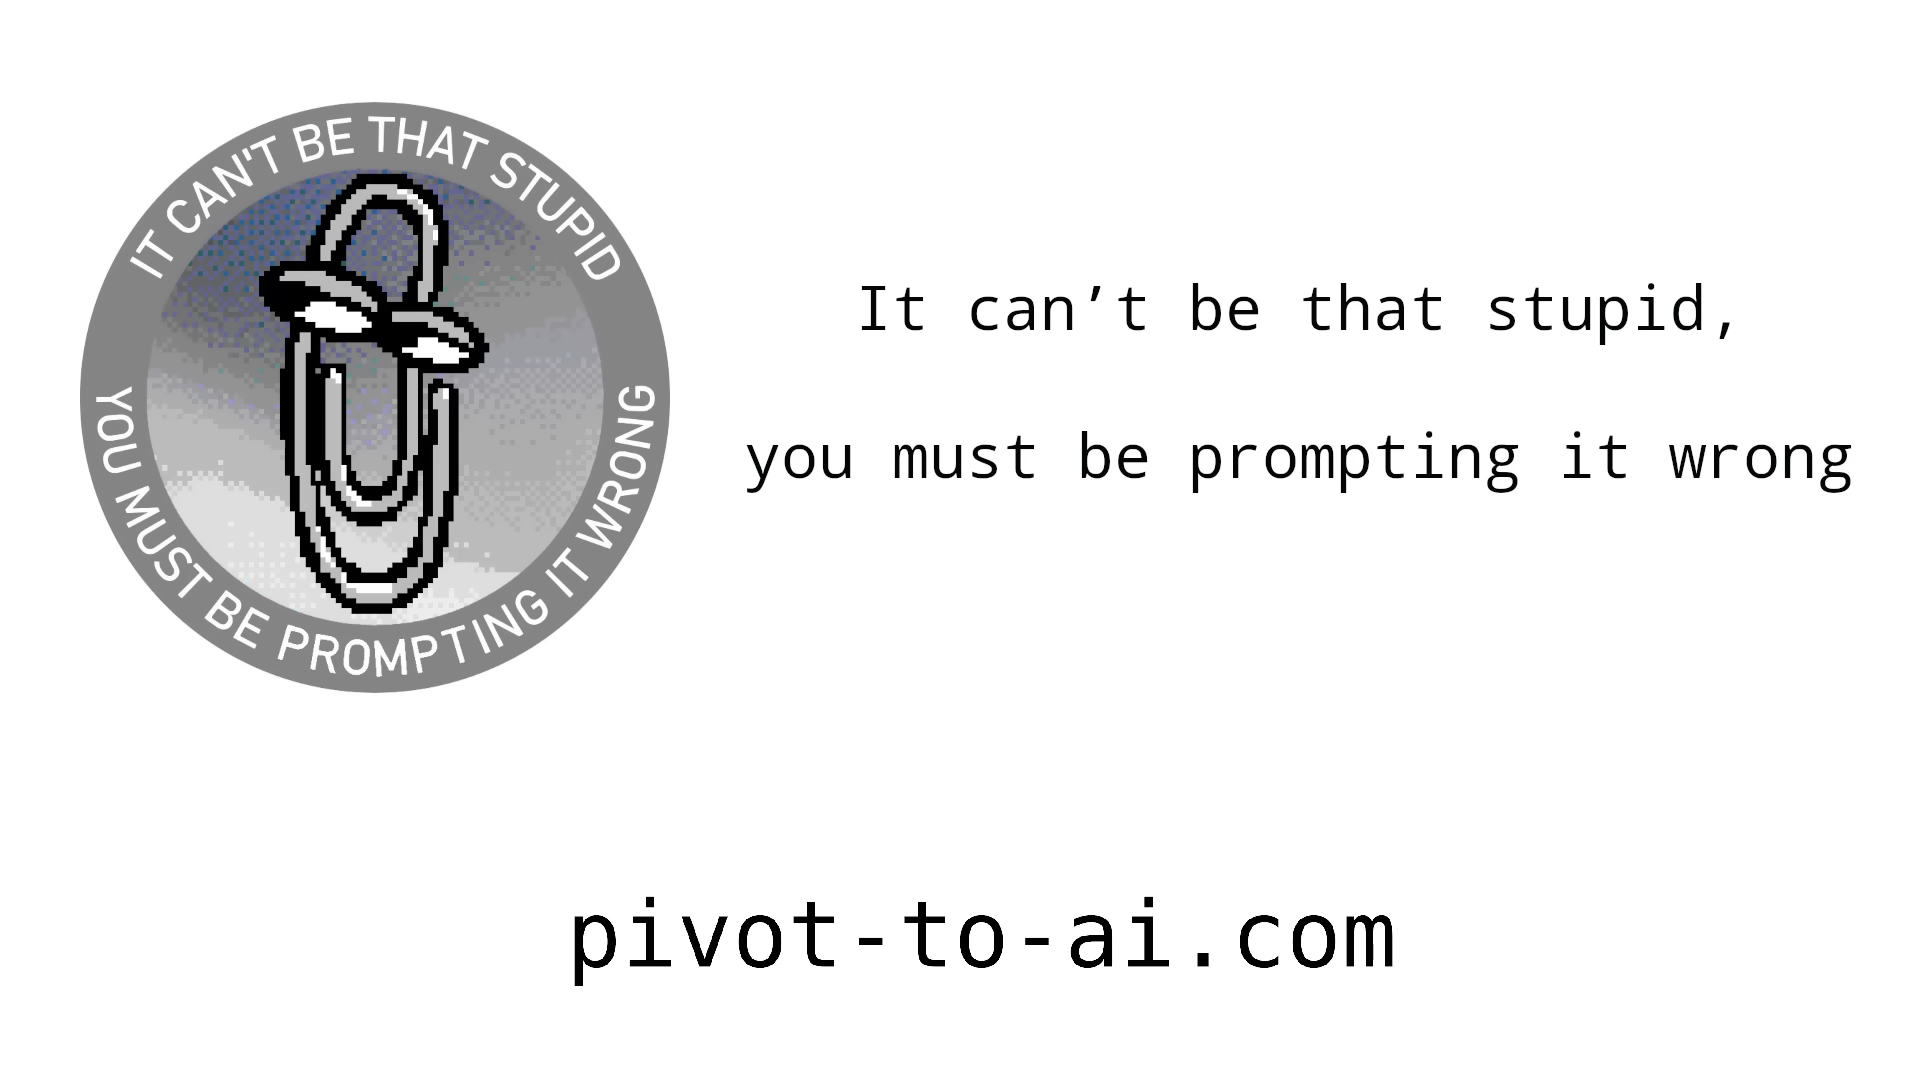 IT CAN'T BE THAT STUPID
YOU MUST BE PROMPTING IT WRONG
It can’t be that stupid,
you must be prompting it wrong
pivot-to-ai.com